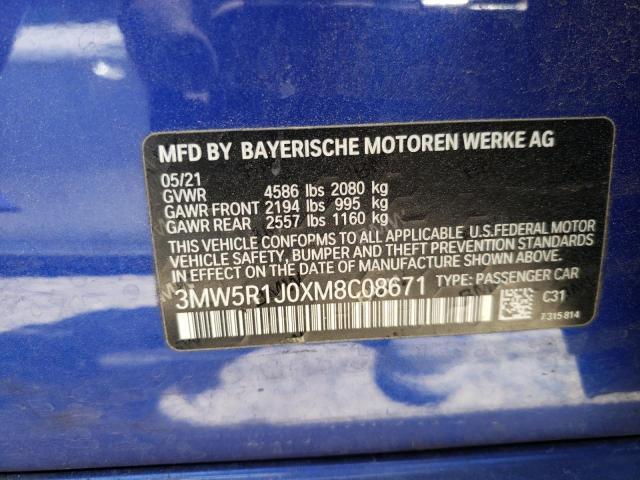 MFD BY BAYERISCHE MOTOREN WERKE AG
05/21
GVWR 4586 lbs 2080 kg
GAWR FRONT 2194 lbs 995 kg
GAWR REAR 2557 lbs 1160 kg
THIS VEHICLE CONFORMS TO ALL APPLICABLE U.S.FEDERAL MOTOR
VEHICLE SAFETY, BUMPER AND THEFT PREVENTION STANDARDS
IN EFFECT ON THE DATE OF MANUFACTURE SHOWN ABOVE.
3MW5R1J0XM8C08671 TYPE: PASSENGER CAR
C31
7315814